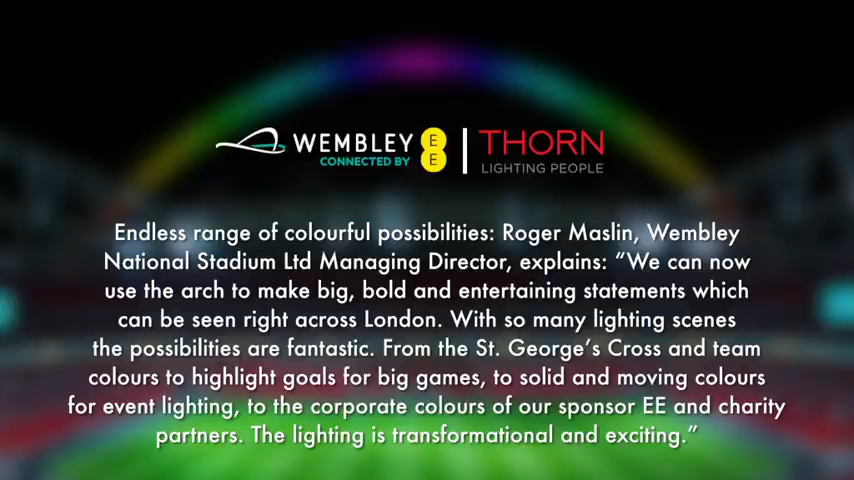 WEMBLEY
CONNECTED BY
EE
THORN
LIGHTING PEOPLE
Endless range of colourful possibilities: Roger Maslin, Wembley
National Stadium Ltd Managing Director, explains: “We can now
use the arch to make big, bold and entertaining statements which
can be seen right across London. With so many lighting scenes
the possibilities are fantastic. From the St. George’s Cross and team
colours to highlight goals for big games, to solid and moving colours
for event lighting, to the corporate colours of our sponsor EE and charity
partners. The lighting is transformational and exciting.”